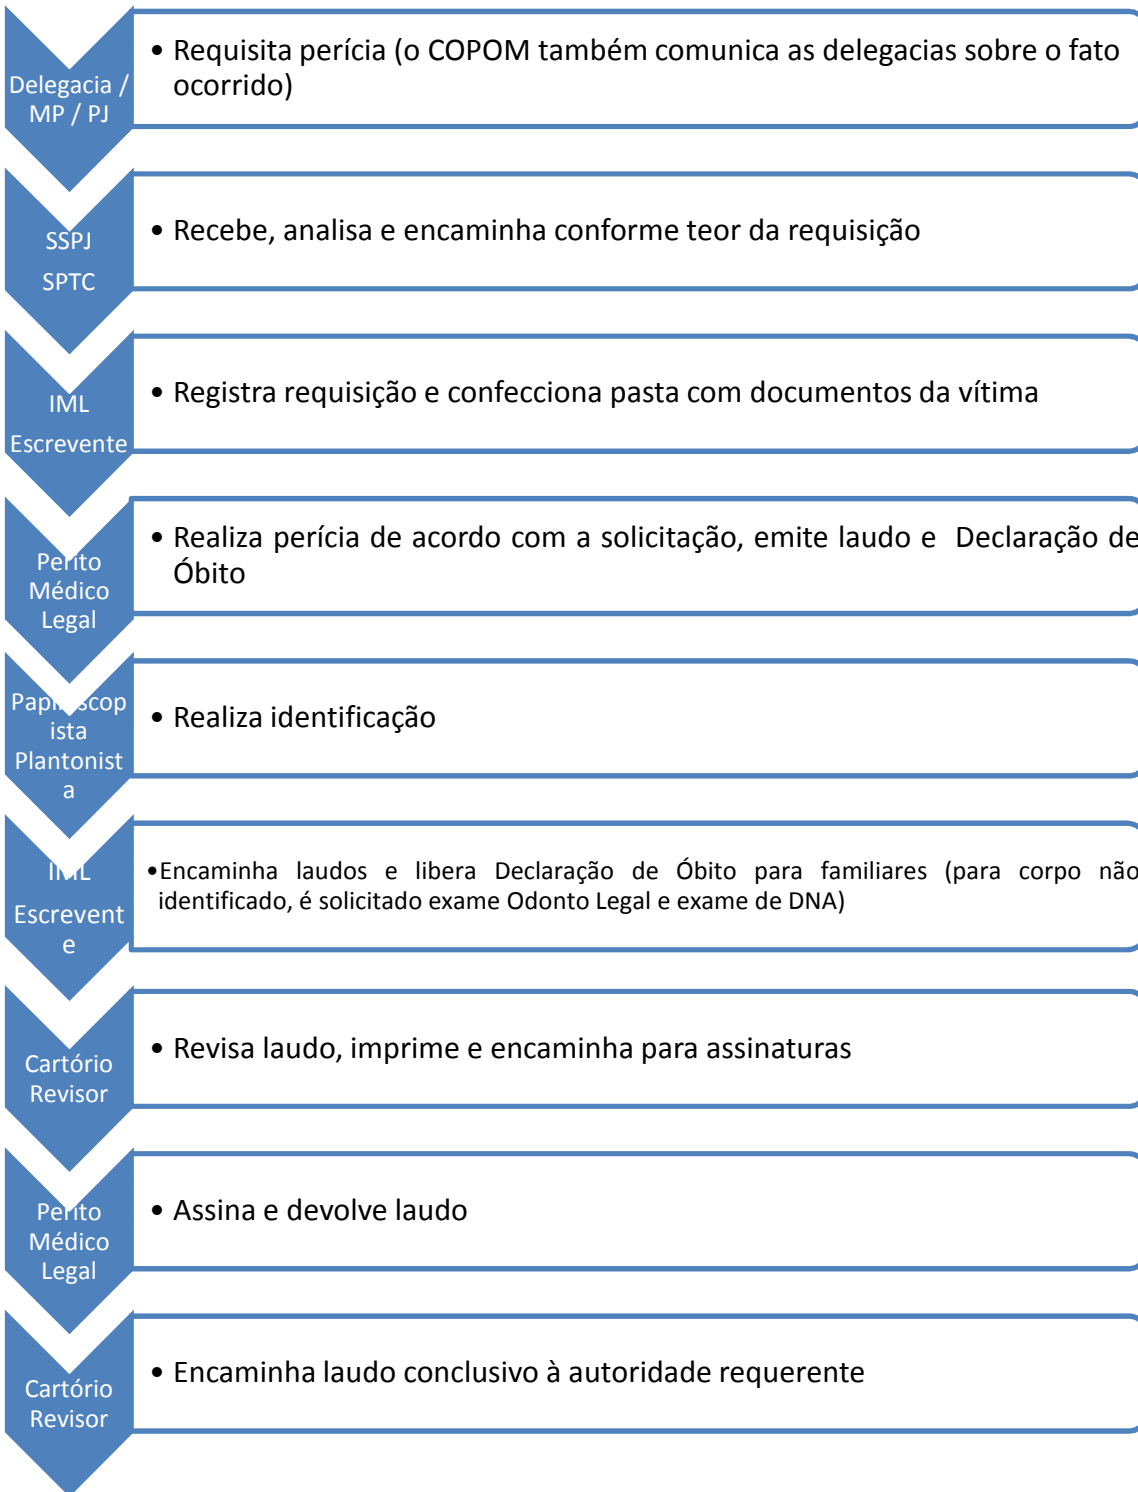 Delegacia /
MP / PJ
• Requisita perícia (o COPOM também comunica as delegacias sobre o fato
ocorrido)
SSPJ
SPTC
• Recebe, analisa e encaminha conforme teor da requisição
IML
Escrevente
• Registra requisição e confecciona pasta com documentos da vítima
Perito
Médico
Legal
• Realiza perícia de acordo com a solicitação, emite laudo e Declaração de
Óbito
Papiloscop
ista
Plantonist
a
• Realiza identificação
IML
Escrevent
e
•Encaminha laudos e libera Declaração de Óbito para familiares (para corpo não
identificado, é solicitado exame Odonto Legal e exame de DNA)
Cartório
Revisor
• Revisa laudo, imprime e encaminha para assinaturas
Perito
Médico
Legal
• Assina e devolve laudo
Cartório
Revisor
• Encaminha laudo conclusivo à autoridade requerente